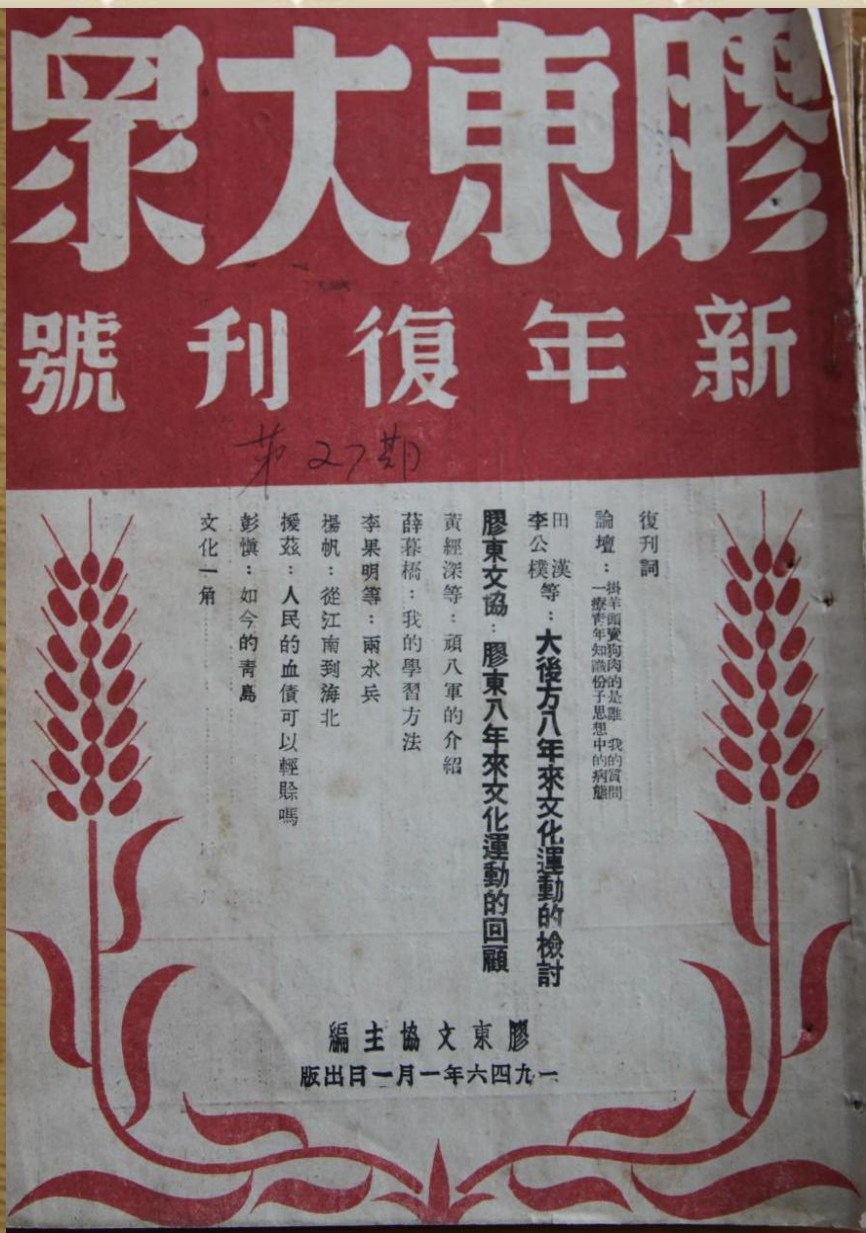 膠東大眾
新年復刊號
第27期
復刊詞
論壇：掛羊頭賣狗肉的是誰 我的質問
一療青年知識份子思想中的病態
田漢
李公樸等：大後方八年來文化運動的檢討
膠東文協：膠東八年來文化運動的回顧
黃經深等：頑八軍的介紹
薛暮橋：我的學習方法
李果明等：兩水兵
楊帆：從江南到海北
援茲：人民的血債可以輕賒嗎
彭慎：如今的青島
文化一角
膠東文協主編
一九四六年一月一日出版